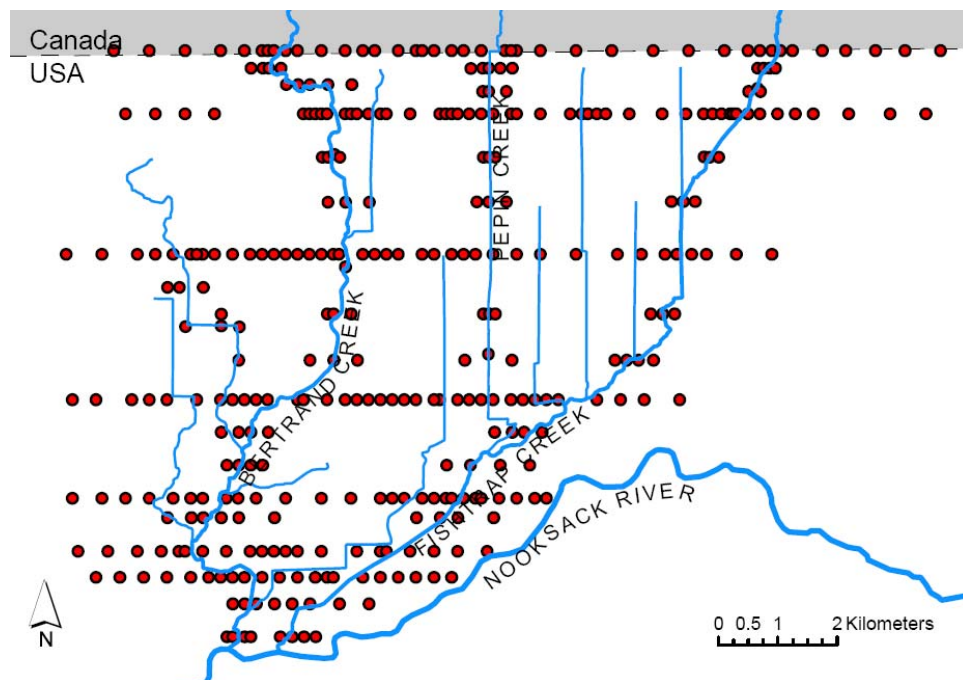 Canada
USA
PEPIN CREEK
BERTRAND CREEK
FISHTRAP CREEK
NOOKSACK RIVER
N
0 0.5 1 2 Kilometers